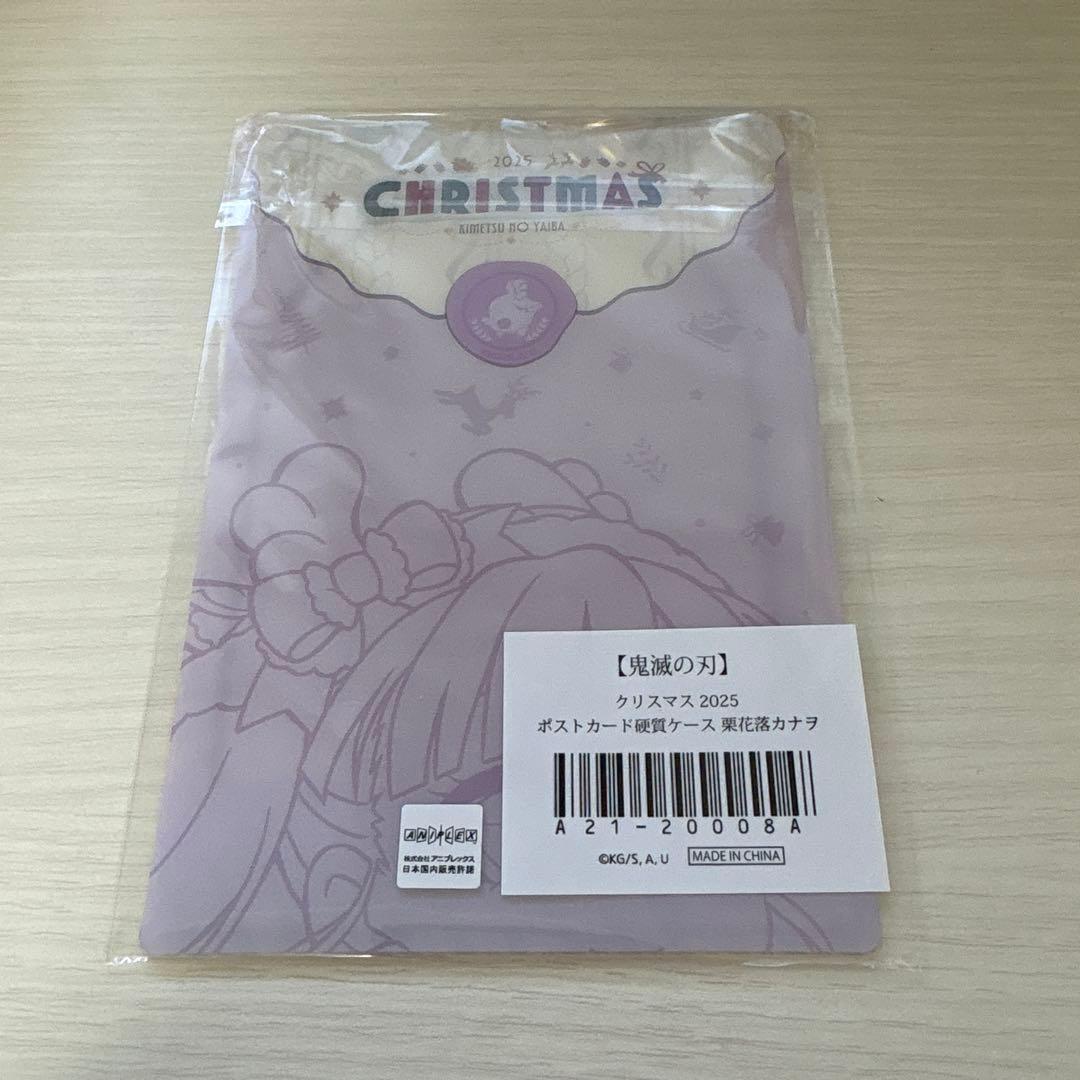 2025
CHRISTMAS
KIMETSU NO YAIBA
【鬼滅の刃】
クリスマス 2025
ポストカード硬質ケース 栗花落カナヲ
A21-20008A
©KG/S, A, U
MADE IN CHINA
ANIPLEX
株式会社 アニプレックス
日本国内販売許諾